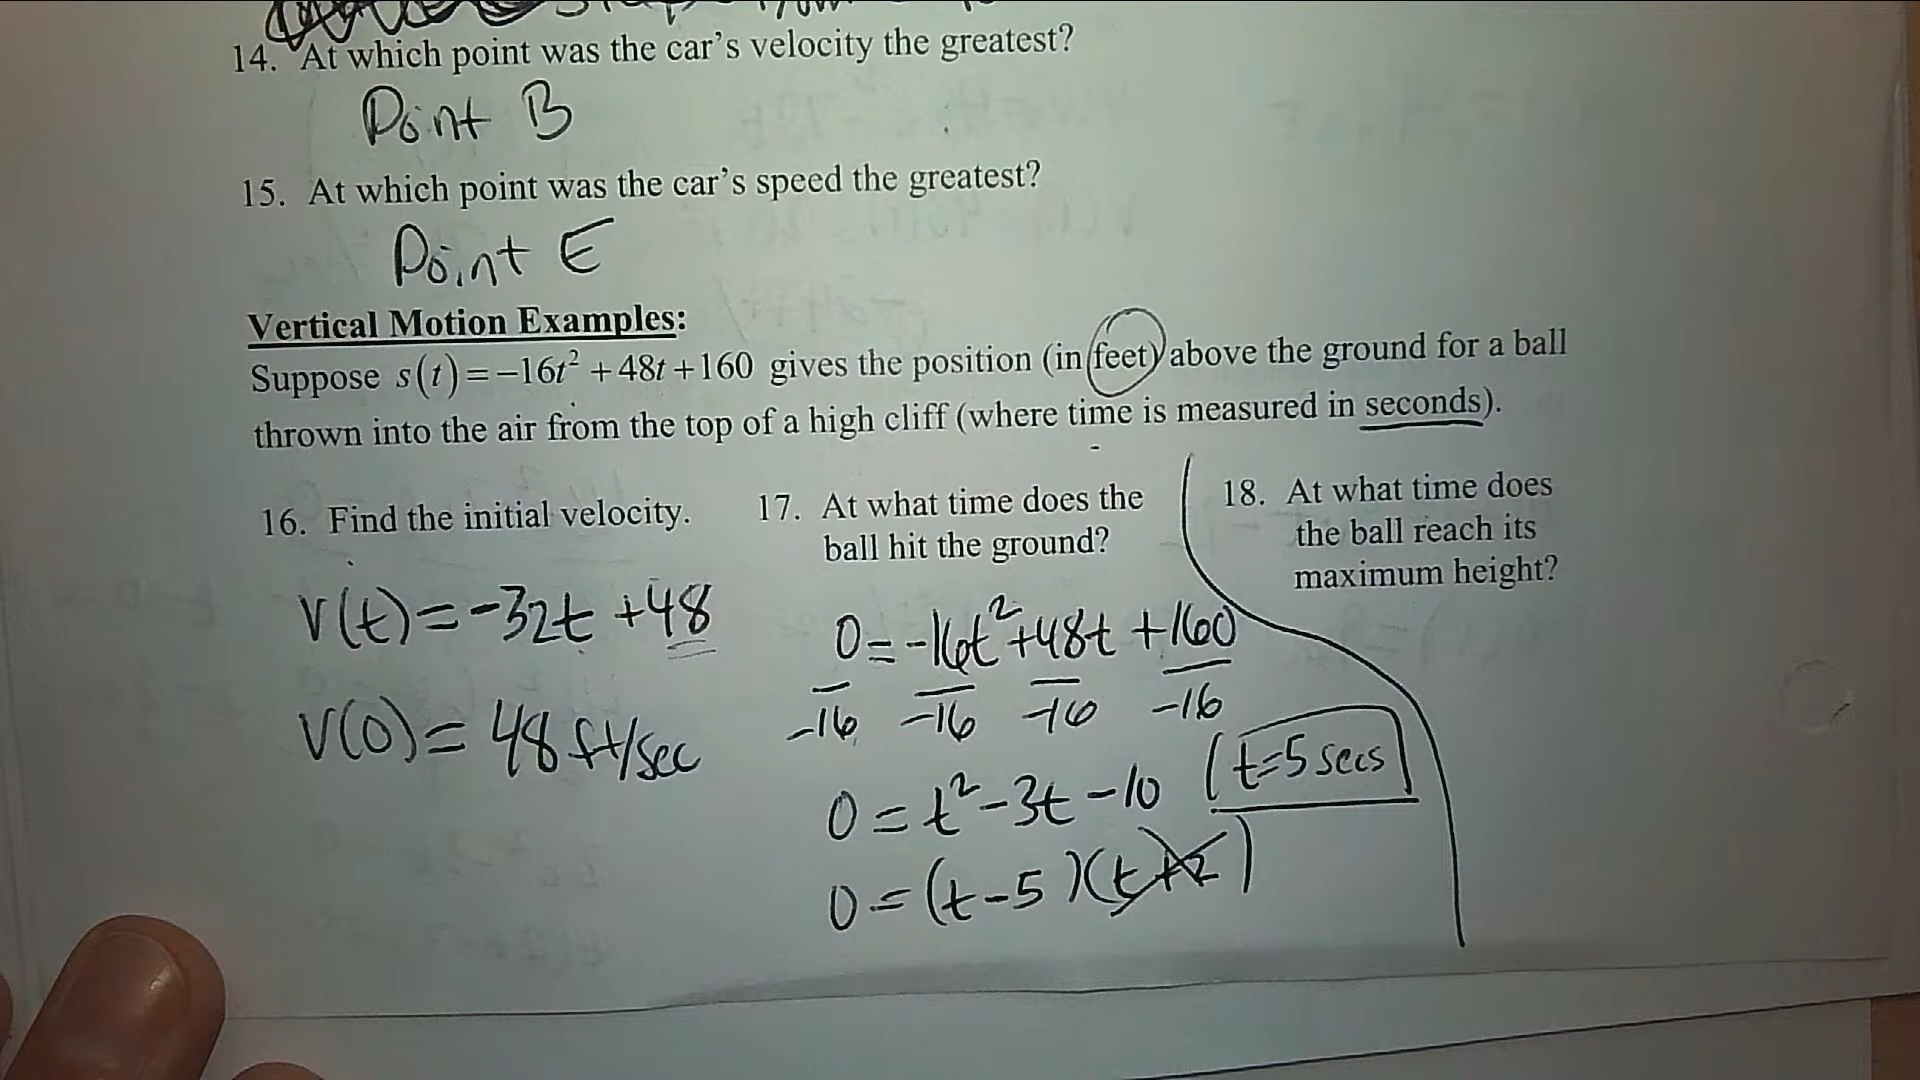 14. At which point was the car's velocity the greatest?
Point B
15. At which point was the car's speed the greatest?
Point E
Vertical Motion Examples:
Suppose s(t)=−16t²+48t+160 gives the position (in feet) above the ground for a ball
thrown into the air from the top of a high cliff (where time is measured in seconds).
16. Find the initial velocity.
v(t)=-32t+48
v(0)=48ft/sec
17. At what time does the
ball hit the ground?
0=-16t²+48t+160
-16 -16 -16 -16
0=t²-3t-10
t=5secs
0=(t-5)(t+2)
18. At what time does
the ball reach its
maximum height?